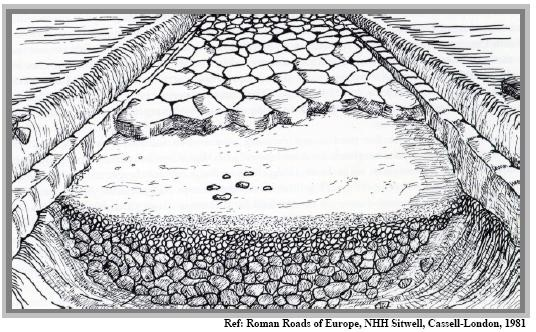 Ref: Roman Roads of Europe, NHH Sitwell, Cassell-London, 1981